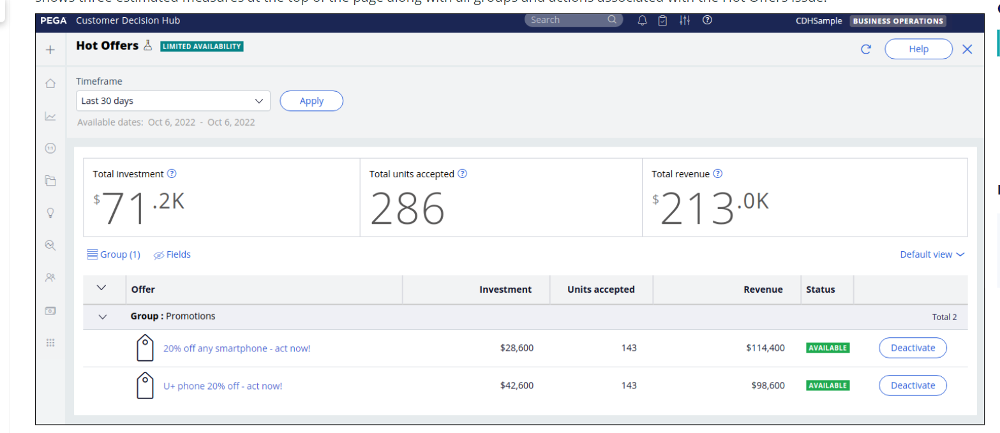 shows three estimated measures at the top of the page along with all groups and actions associated with the Hot Offers issue.
PEGA Customer Decision Hub Search CDHSample BUSINESS OPERATIONS
Hot Offers LIMITED AVAILABILITY Help
Timeframe
Last 30 days Apply
Available dates: Oct 6, 2022 - Oct 6, 2022
Total investment Total units accepted Total revenue
$71.2K 286 $213.0K
Group (1) Fields Default view
Offer Investment Units accepted Revenue Status
Group : Promotions Total 2
20% off any smartphone - act now! $28,600 143 $114,400 AVAILABLE Deactivate
U+ phone 20% off - act now! $42,600 143 $98,600 AVAILABLE Deactivate